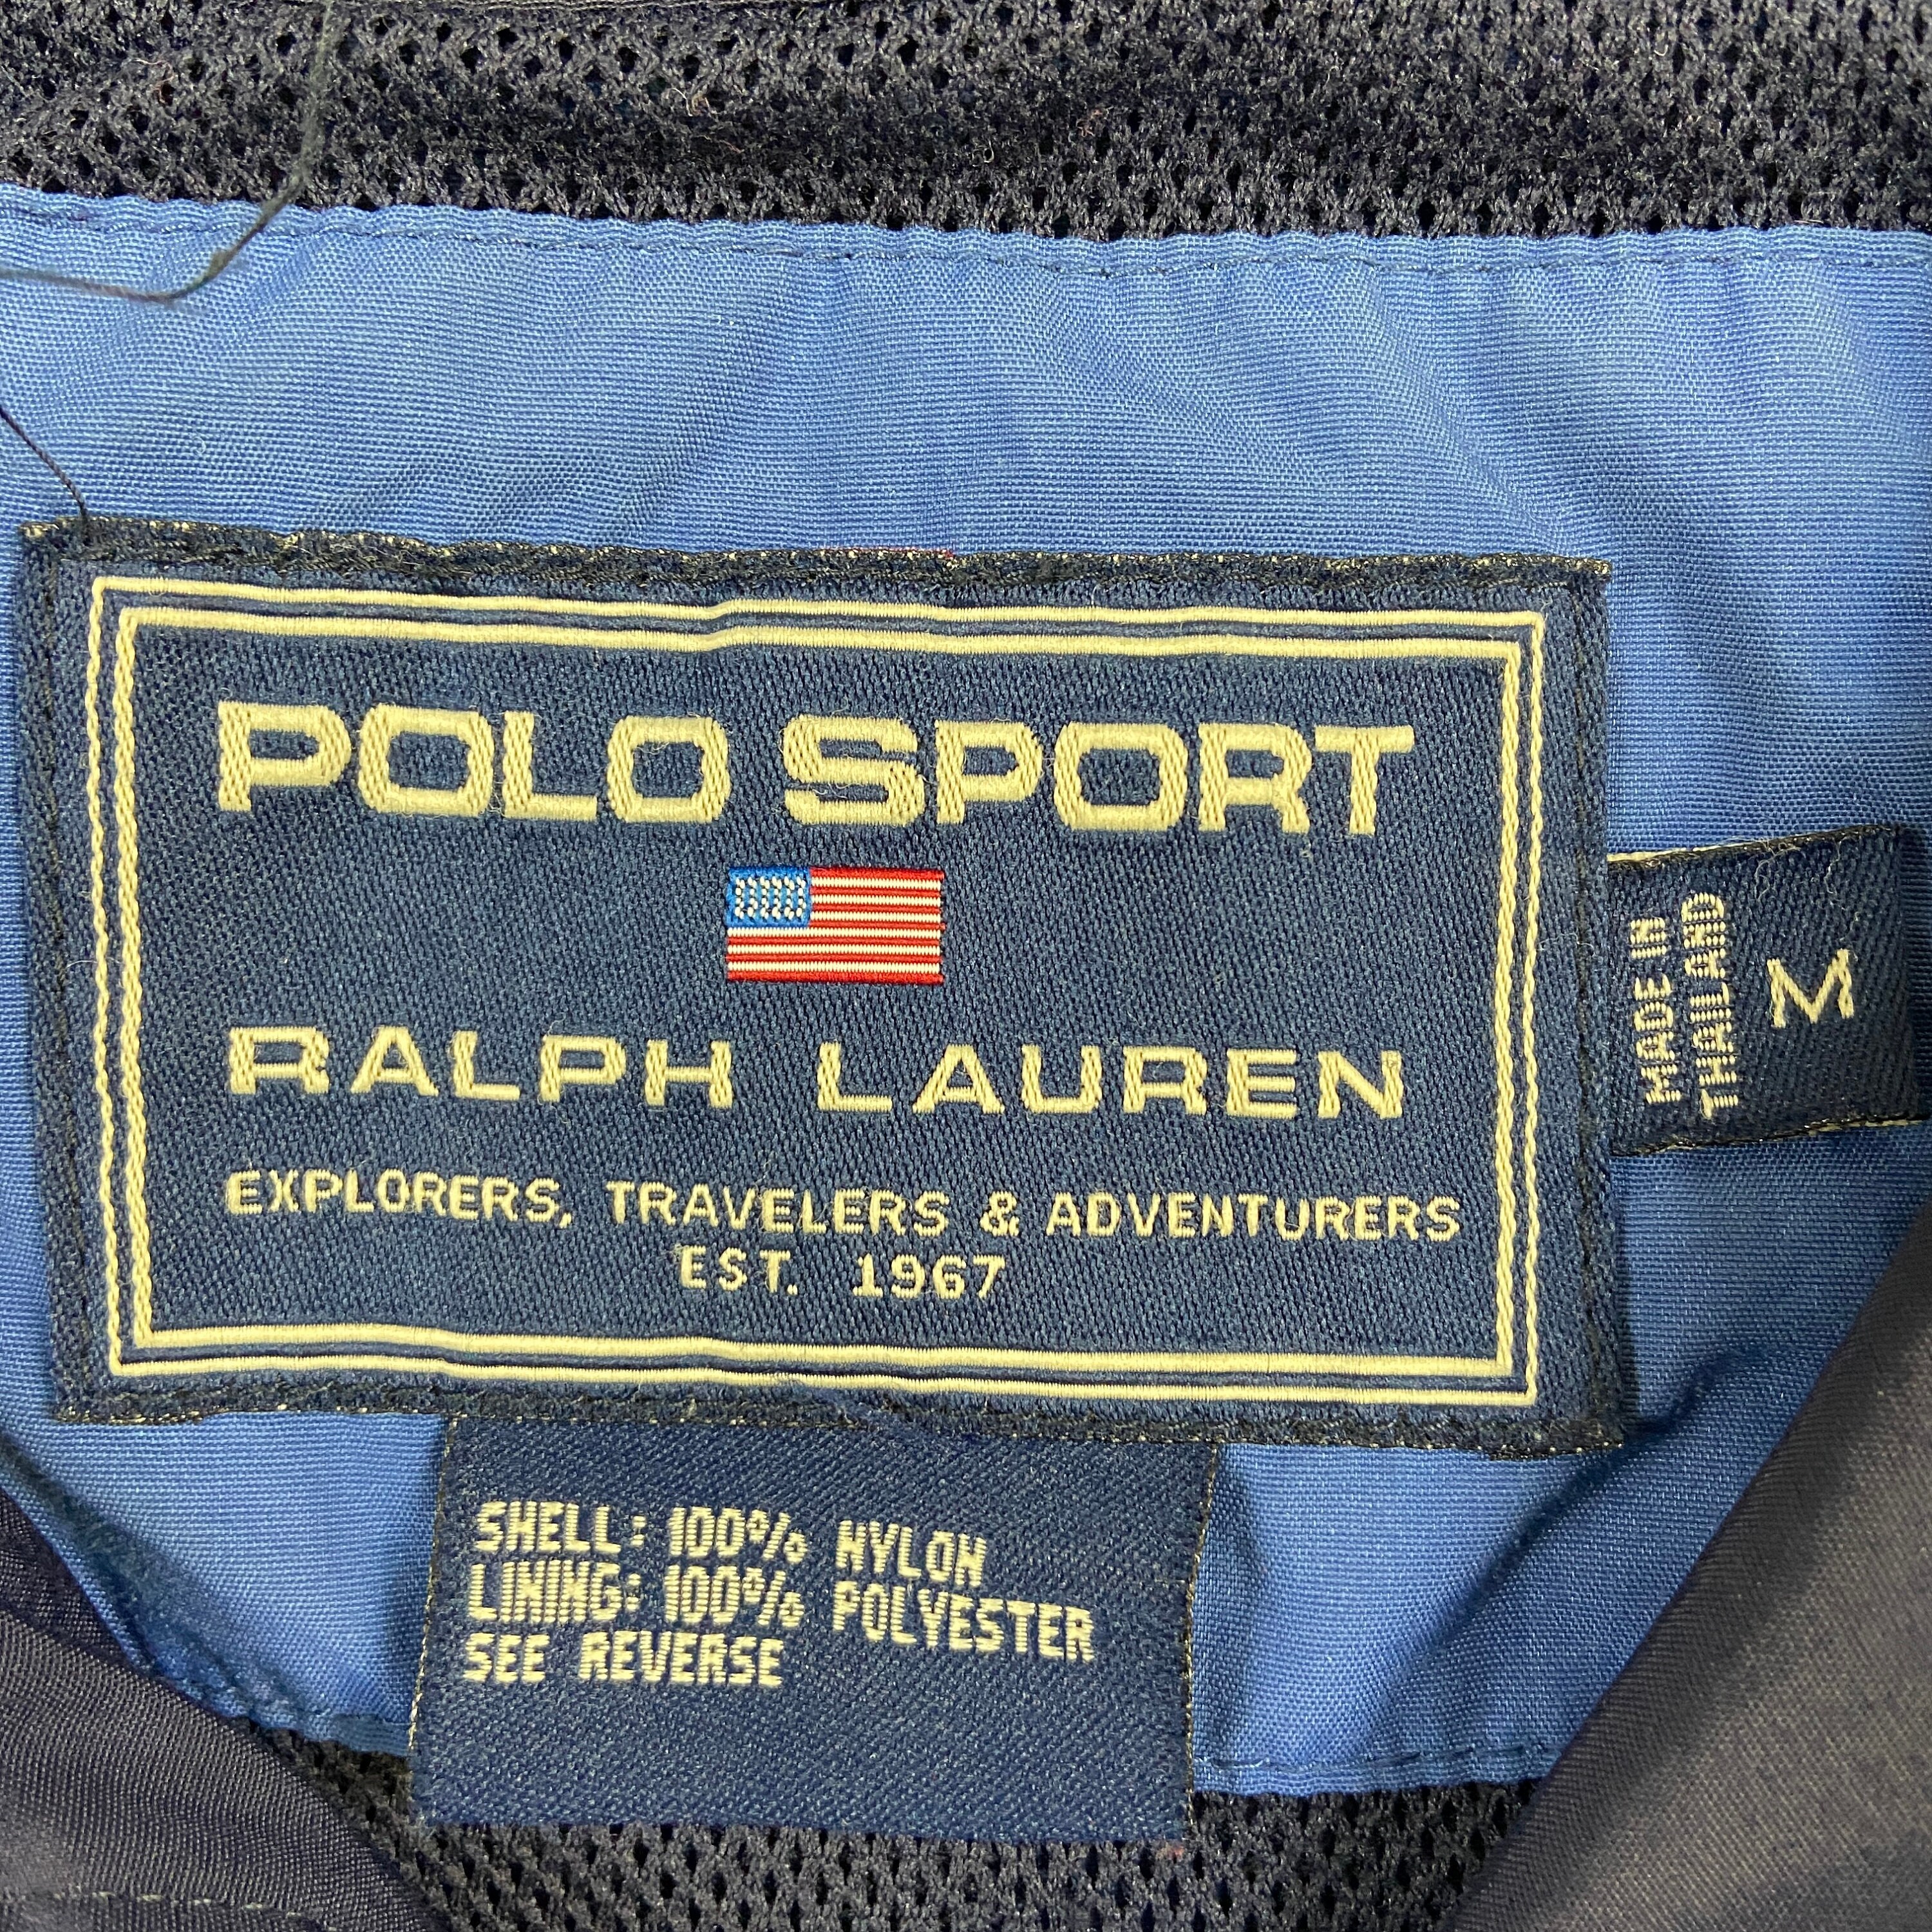 POLO SPORT
RALPH LAUREN
EXPLORERS, TRAVELERS & ADVENTURERS
EST. 1967
MADE IN
THAILAND
M
SHELL: 100% NYLON
LINING: 100% POLYESTER
SEE REVERSE